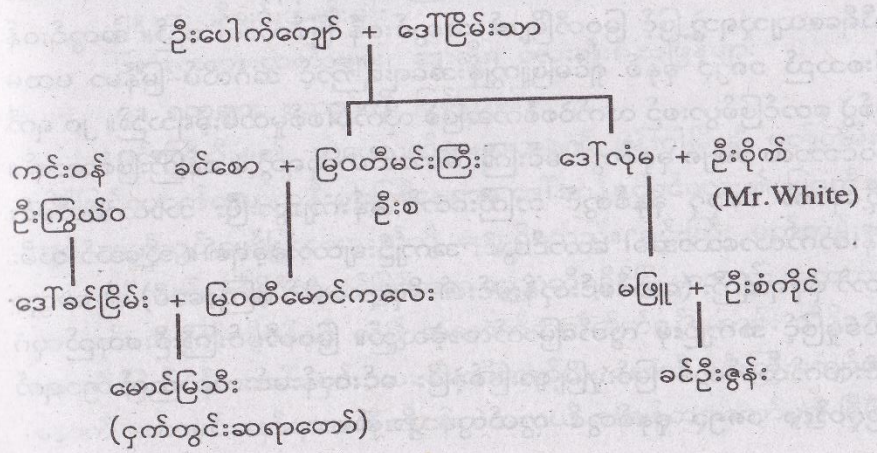 ဦးပေါက်ကျော် + ဒေါ်ငြိမ်းသာ
ကင်းဝန် ခင်စော + မြဝတီမင်းကြီး ဒေါ်လုံမ + ဦးဝိုက်
ဦးကြွယ်ဝ ဦးစ (Mr.White)
ဒေါ်ခင်ငြိမ်း + မြဝတီမောင်ကလေး မဖြူ + ဦးစံကိုင်
မောင်မြသီး ခင်ဦးဇွန်း
(ငှက်တွင်းဆရာတော်)